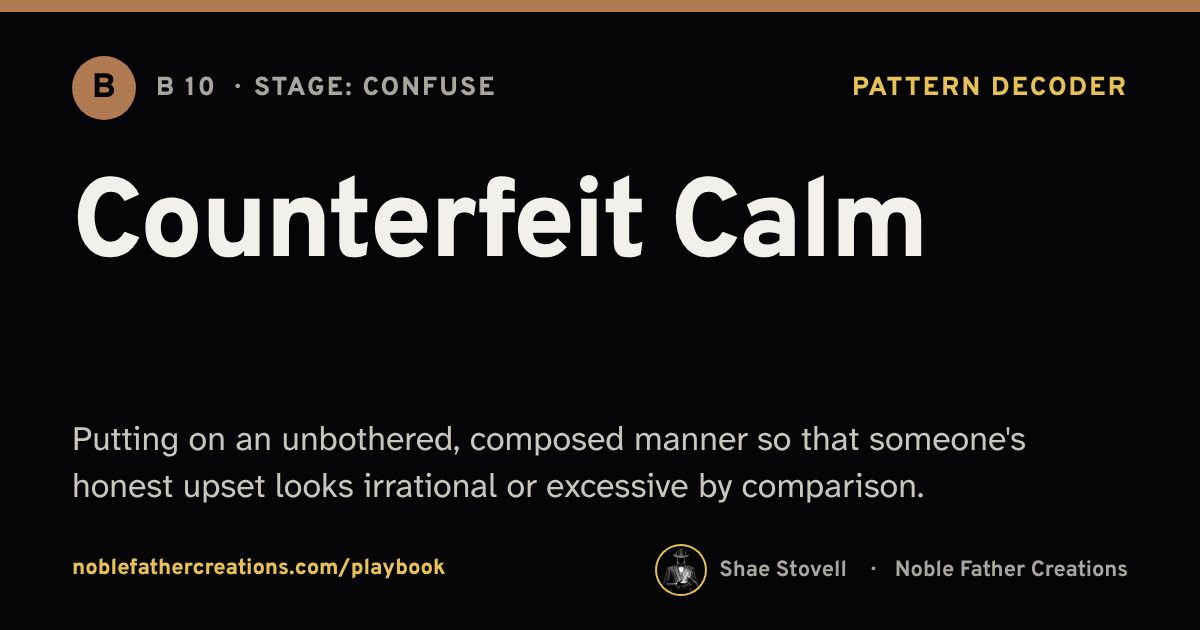 B
B 10 · STAGE: CONFUSE
PATTERN DECODER
Counterfeit Calm
Putting on an unbothered, composed manner so that someone's
honest upset looks irrational or excessive by comparison.
noblefathercreations.com/playbook
Shae Stovell · Noble Father Creations